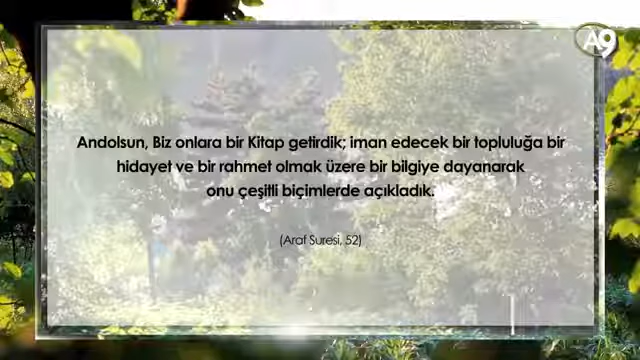 A9
Andolsun, Biz onlara bir Kitap getirdik; iman edecek bir topluluğa bir
hidayet ve bir rahmet olmak üzere bir bilgiye dayanarak
onu çeşitli biçimlerde açıkladık.
(Araf Suresi, 52)